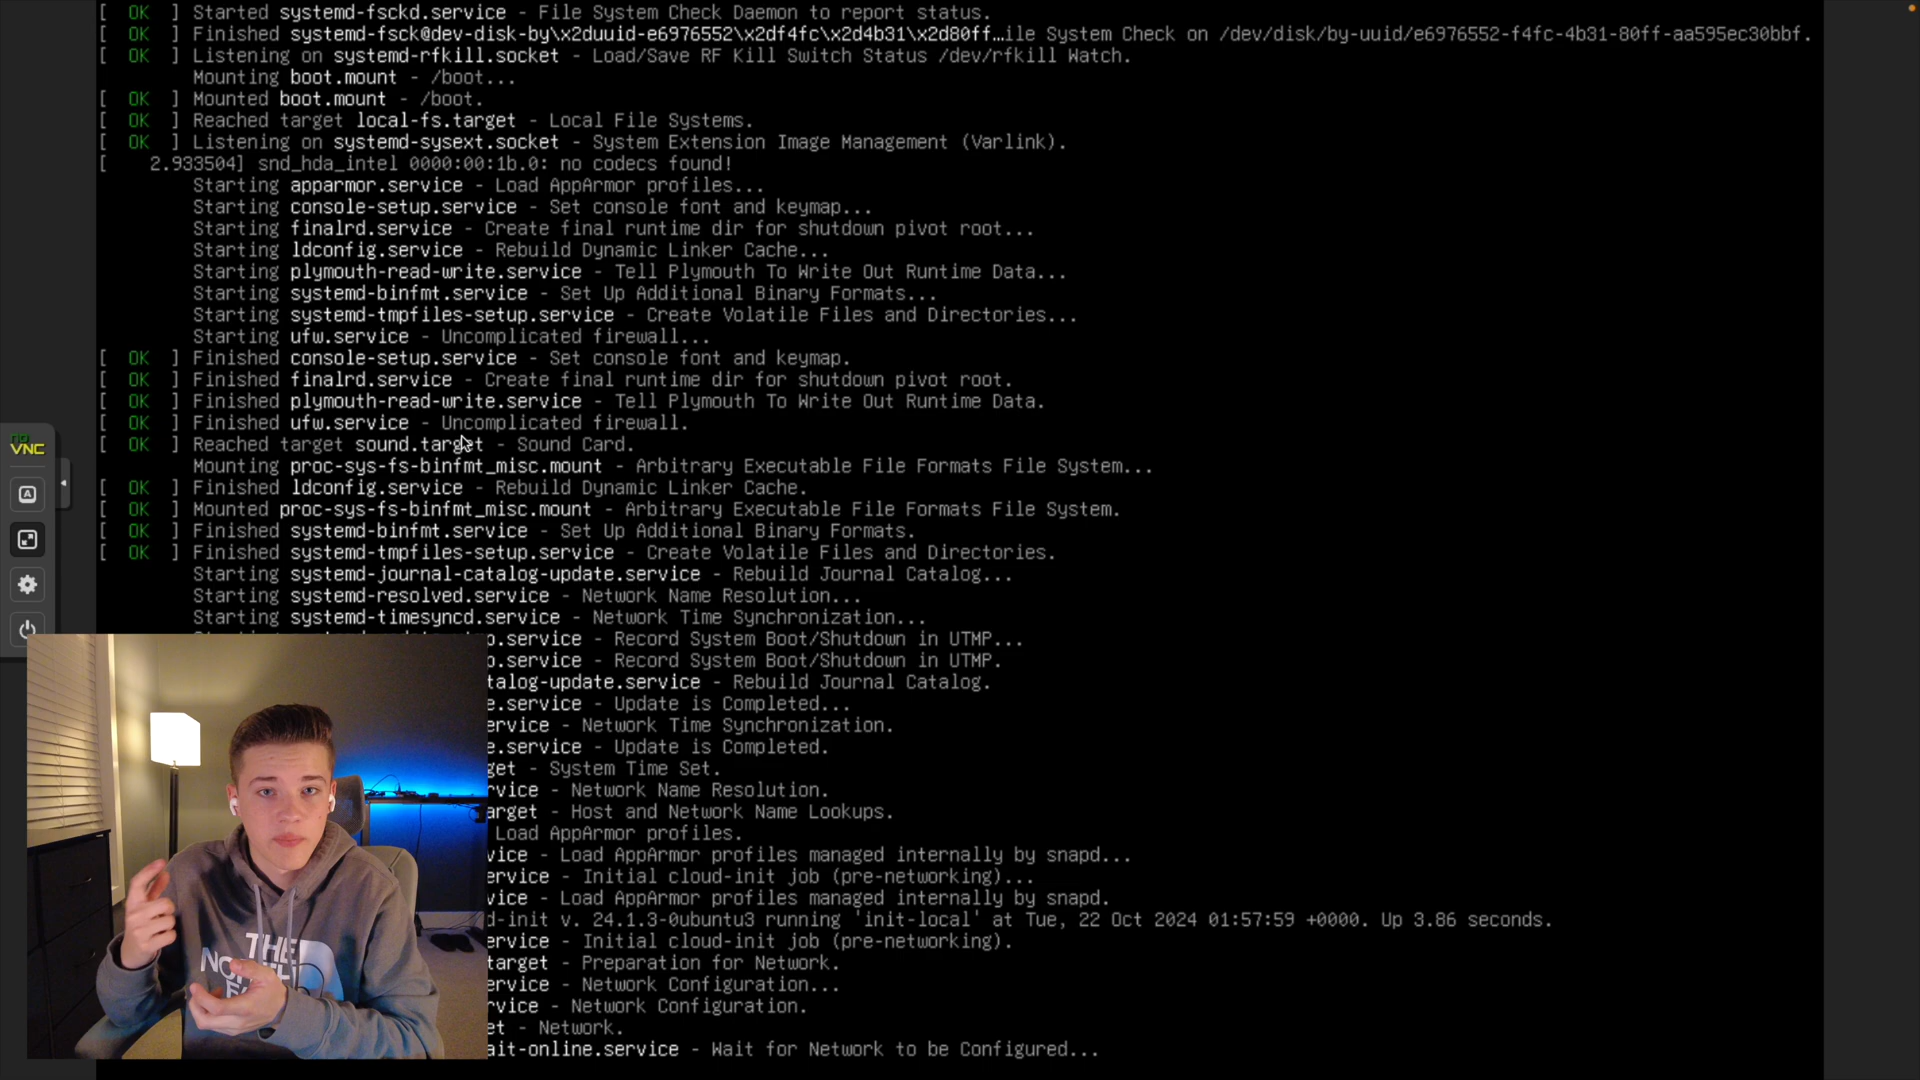 [  OK  ] Started systemd-fsckd.service - File System Check Daemon to report status.
[  OK  ] Finished systemd-fsck@dev-disk-by\x2duuid-e6976552\x2df4fc\x2d4b31\x2d80ff…ile System Check on /dev/disk/by-uuid/e6976552-f4fc-4b31-80ff-aa595ec30bbf.
[  OK  ] Listening on systemd-rfkill.socket - Load/Save RF Kill Switch Status /dev/rfkill Watch.
Mounting boot.mount - /boot...
[  OK  ] Mounted boot.mount - /boot.
[  OK  ] Reached target local-fs.target - Local File Systems.
[  OK  ] Listening on systemd-sysext.socket - System Extension Image Management (Varlink).
[    2.933504] snd_hda_intel 0000:00:1b.0: no codecs found!
Starting apparmor.service - Load AppArmor profiles...
Starting console-setup.service - Set console font and keymap...
Starting finalrd.service - Create final runtime dir for shutdown pivot root...
Starting ldconfig.service - Rebuild Dynamic Linker Cache...
Starting plymouth-read-write.service - Tell Plymouth To Write Out Runtime Data...
Starting systemd-binfmt.service - Set Up Additional Binary Formats...
Starting systemd-tmpfiles-setup.service - Create Volatile Files and Directories...
Starting ufw.service - Uncomplicated firewall...
[  OK  ] Finished console-setup.service - Set console font and keymap.
[  OK  ] Finished finalrd.service - Create final runtime dir for shutdown pivot root.
[  OK  ] Finished plymouth-read-write.service - Tell Plymouth To Write Out Runtime Data.
[  OK  ] Finished ufw.service - Uncomplicated firewall.
[  OK  ] Reached target sound.target - Sound Card.
Mounting proc-sys-fs-binfmt_misc.mount - Arbitrary Executable File Formats File System...
[  OK  ] Finished ldconfig.service - Rebuild Dynamic Linker Cache.
[  OK  ] Mounted proc-sys-fs-binfmt_misc.mount - Arbitrary Executable File Formats File System.
[  OK  ] Finished systemd-binfmt.service - Set Up Additional Binary Formats.
[  OK  ] Finished systemd-tmpfiles-setup.service - Create Volatile Files and Directories.
Starting systemd-journal-catalog-update.service - Rebuild Journal Catalog...
Starting systemd-resolved.service - Network Name Resolution...
Starting systemd-timesyncd.service - Network Time Synchronization...
p.service - Record System Boot/Shutdown in UTMP...
p.service - Record System Boot/Shutdown in UTMP.
talog-update.service - Rebuild Journal Catalog.
e.service - Update is Completed...
ervice - Network Time Synchronization.
e.service - Update is Completed.
get - System Time Set.
rvice - Network Name Resolution.
arget - Host and Network Name Lookups.
Load AppArmor profiles.
vice - Load AppArmor profiles managed internally by snapd...
ervice - Initial cloud-init job (pre-networking)...
vice - Load AppArmor profiles managed internally by snapd.
d-init v. 24.1.3-0ubuntu3 running 'init-local' at Tue, 22 Oct 2024 01:57:59 +0000. Up 3.86 seconds.
ervice - Initial cloud-init job (pre-networking).
target - Preparation for Network.
ervice - Network Configuration...
rvice - Network Configuration.
et - Network.
ait-online.service - Wait for Network to be Configured...
no
VNC
A
THE
NORTH